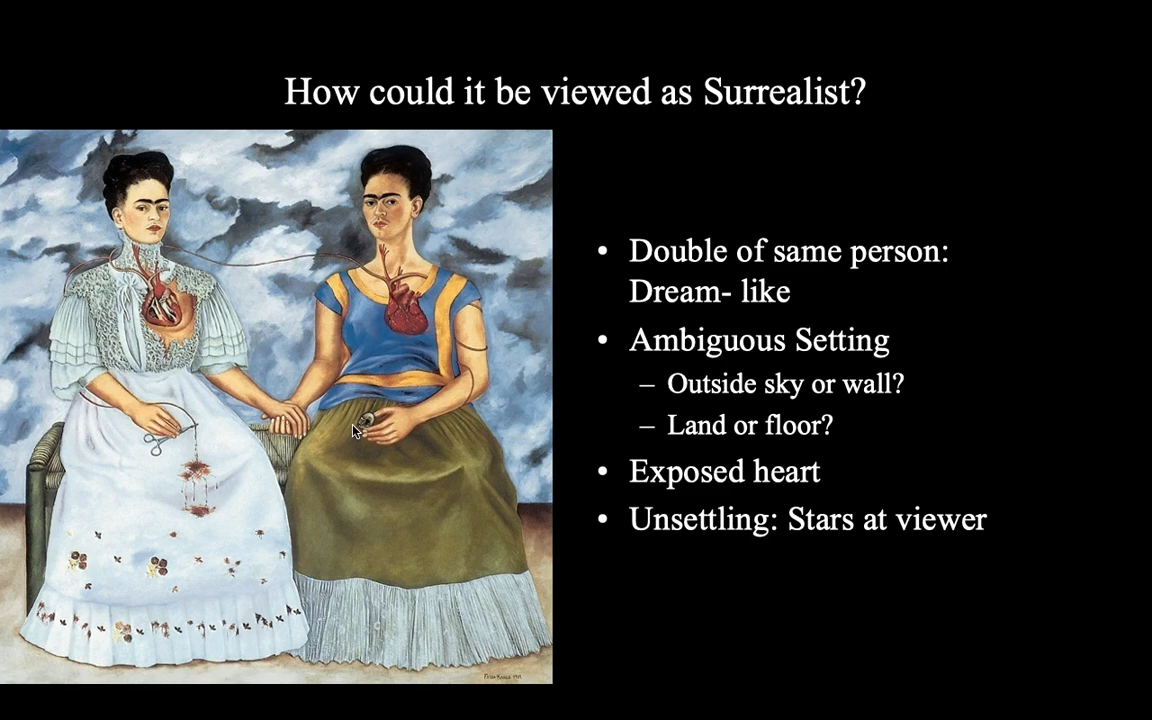 How could it be viewed as Surrealist?
• Double of same person:
Dream- like
• Ambiguous Setting
– Outside sky or wall?
– Land or floor?
• Exposed heart
• Unsettling: Stars at viewer